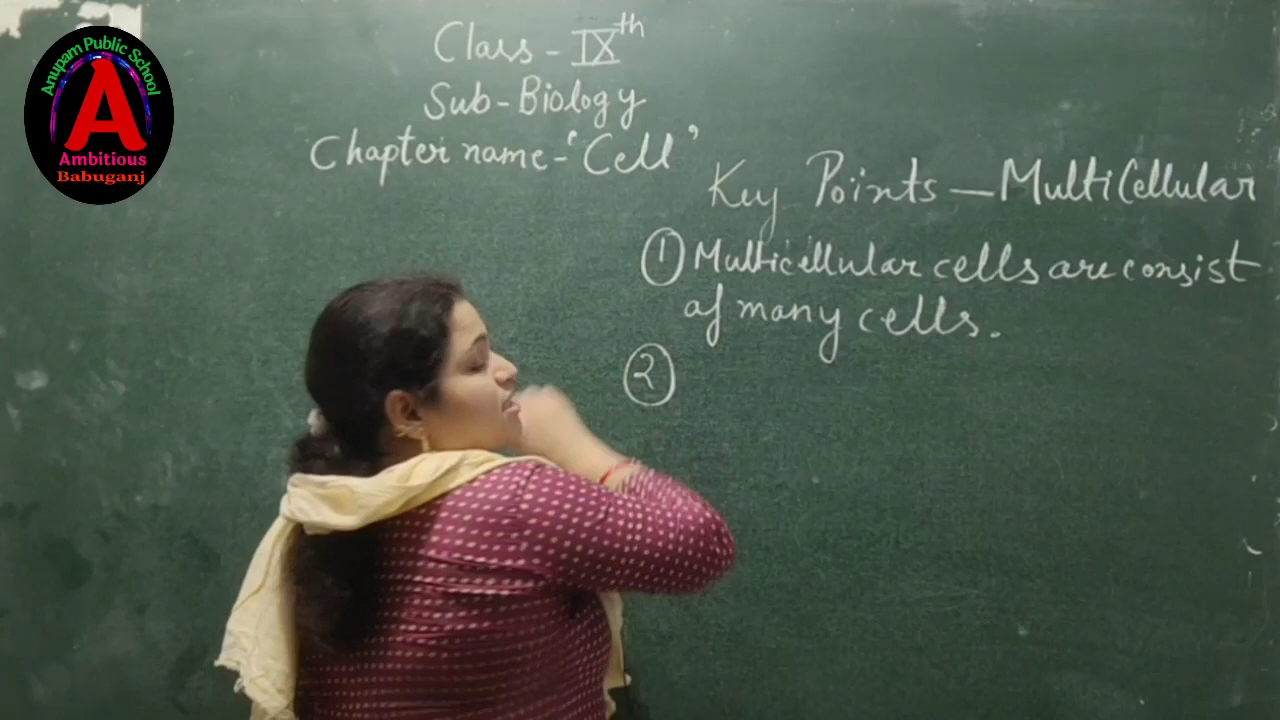 Anupam Public School
A
Ambitious
Babuganj
Class - IXth
Sub - Biology
Chapter name - "Cell"
Key Points — MultiCellular
① Multicellular cells are consist
of many cells.
②